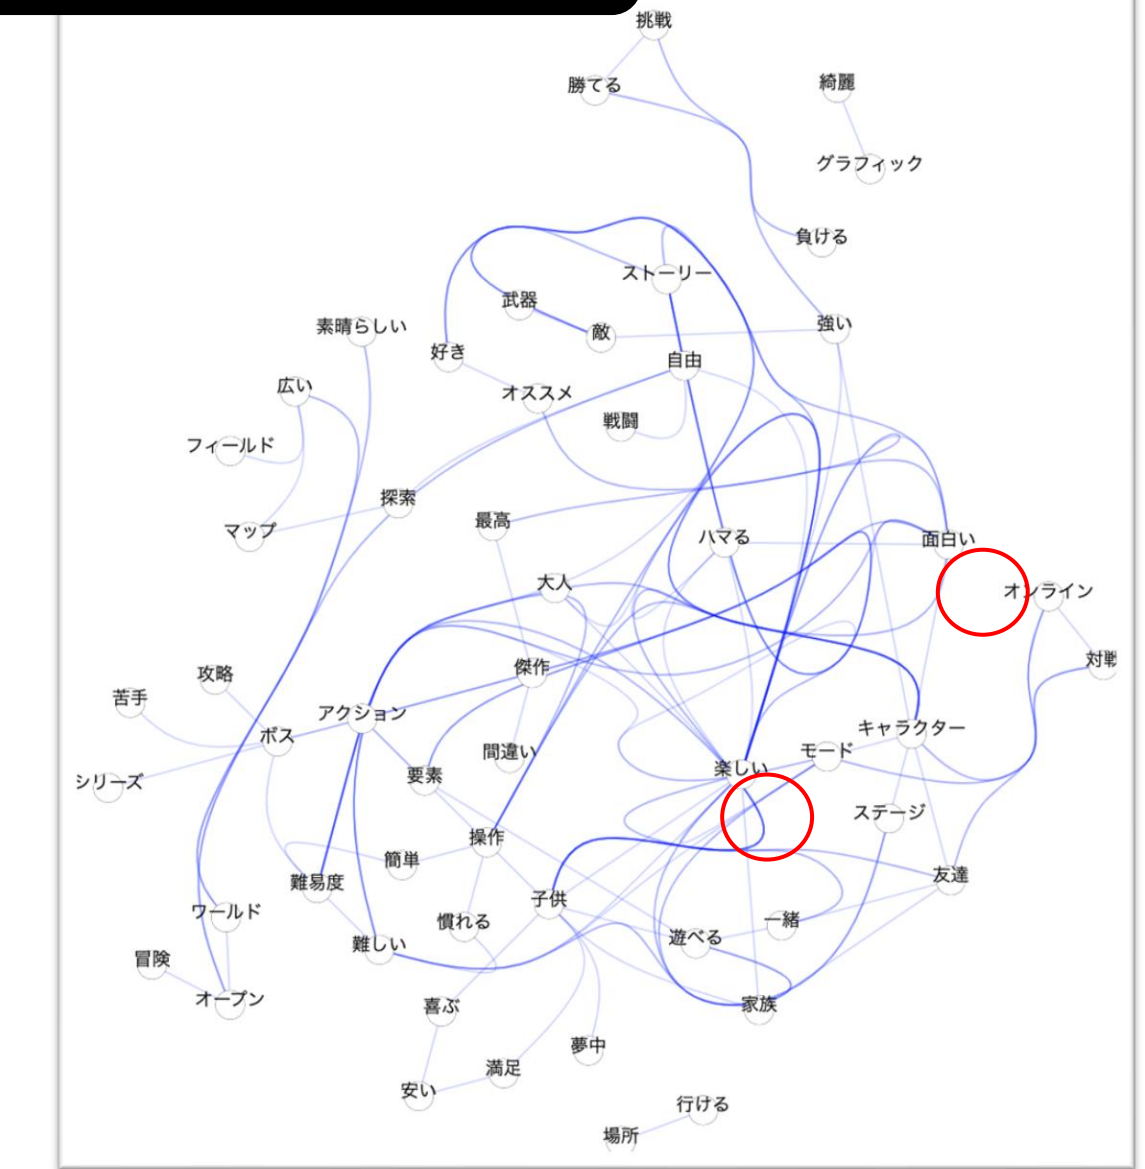 挑戦
勝てる
綺麗
グラフィック
負ける
ストーリー
武器
素晴らしい
敵
強い
好き
自由
広い
オススメ
戦闘
フィールド
探索
マップ
最高
ハマる
面白い
大人
オンライン
対戦
傑作
攻略
苦手
アクション
キャラクター
ボス
間違い
モード
楽しい
シリーズ
要素
ステージ
操作
簡単
難易度
友達
子供
ワールド
慣れる
一緒
難しい
遊べる
冒険
オープン
喜ぶ
家族
夢中
満足
安い
行ける
場所